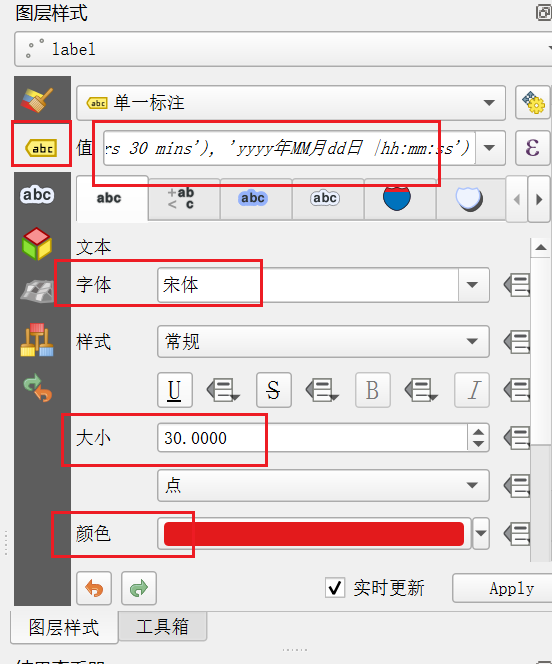 图层样式
label
单一标注
abc
值 rs 30 mins'), 'yyyy年MM月dd日 |hh:mm:ss') ε
abc
abc +ab < c abc abc
文本
字体 宋体
样式 常规
U S B I
大小 30.0000
点
颜色
实时更新 Apply
图层样式 工具箱